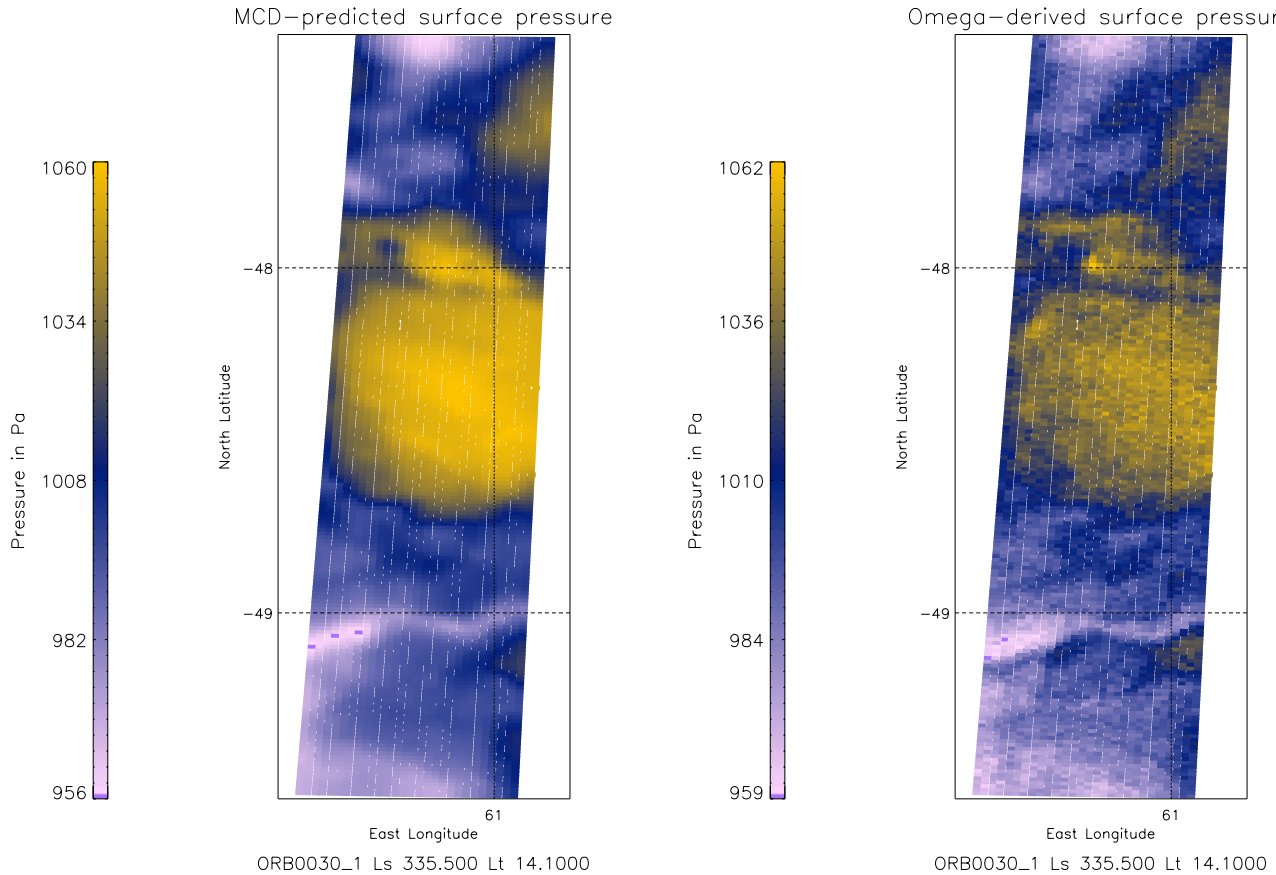 MCD-predicted surface pressure
1060
1034
1008
982
956
Pressure in Pa
North Latitude
-48
-49
61
East Longitude
ORB0030_1 Ls 335.500 Lt 14.1000
Omega-derived surface pressur
1062
1036
1010
984
959
Pressure in Pa
North Latitude
-48
-49
61
East Longitude
ORB0030_1 Ls 335.500 Lt 14.1000